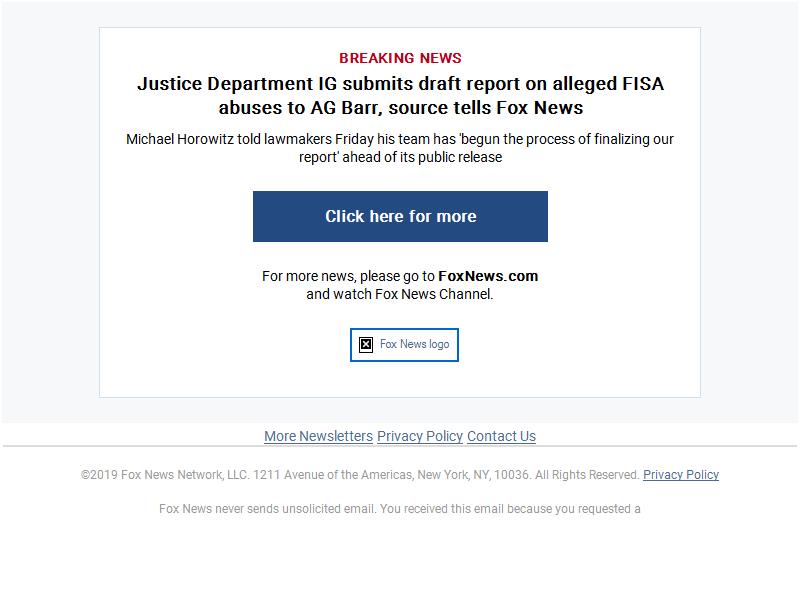 BREAKING NEWS
Justice Department IG submits draft report on alleged FISA
abuses to AG Barr, source tells Fox News
Michael Horowitz told lawmakers Friday his team has 'begun the process of finalizing our
report' ahead of its public release
Click here for more
For more news, please go to FoxNews.com
and watch Fox News Channel.
Fox News logo
More Newsletters Privacy Policy Contact Us
©2019 Fox News Network, LLC. 1211 Avenue of the Americas, New York, NY, 10036. All Rights Reserved. Privacy Policy
Fox News never sends unsolicited email. You received this email because you requested a